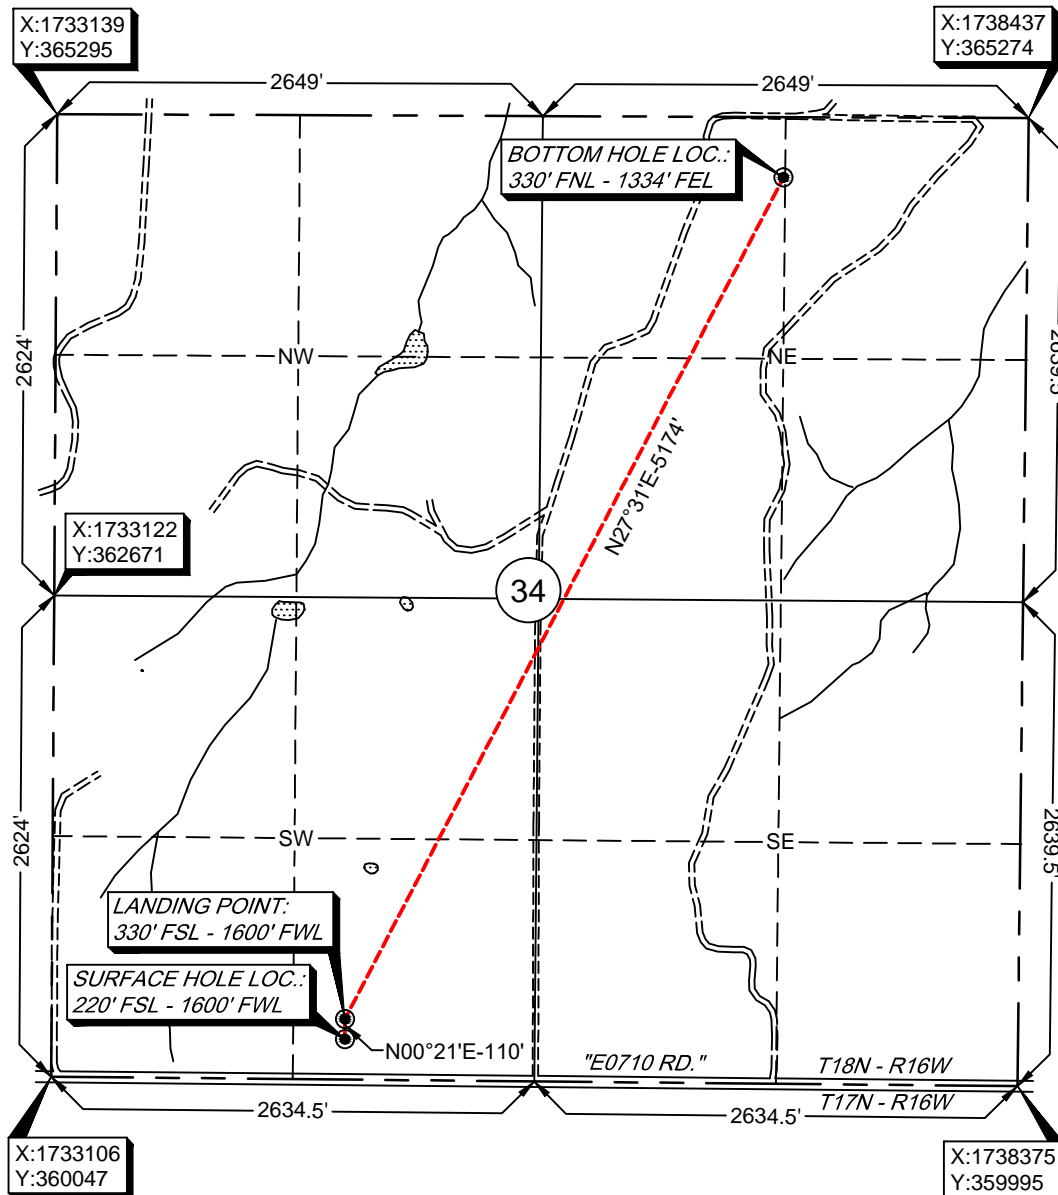 X:1733139
Y:365295
X:1738437
Y:365274
2649'
2649'
BOTTOM HOLE LOC.:
330' FNL - 1334' FEL
2624'
2639.5'
NW
NE
N27°31'E-5174'
X:1733122
Y:362671
34
2624'
2639.5'
SW
SE
LANDING POINT:
330' FSL - 1600' FWL
SURFACE HOLE LOC.:
220' FSL - 1600' FWL
N00°21'E-110'
"E0710 RD."
T18N - R16W
T17N - R16W
2634.5'
2634.5'
X:1733106
Y:360047
X:1738375
Y:359995